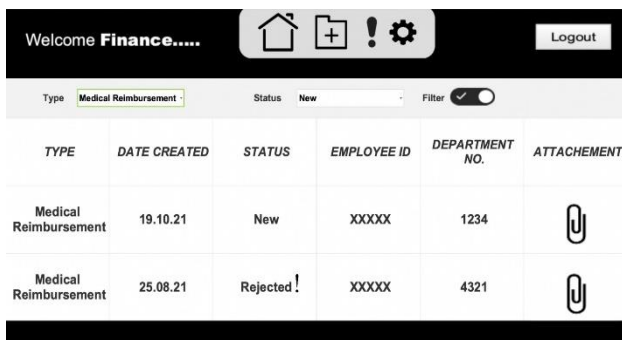 Welcome Finance.....
Logout
Type Medical Reimbursement Status New Filter
TYPE DATE CREATED STATUS EMPLOYEE ID DEPARTMENT NO. ATTACHEMENT
Medical Reimbursement 19.10.21 New XXXXX 1234
Medical Reimbursement 25.08.21 Rejected! XXXXX 4321